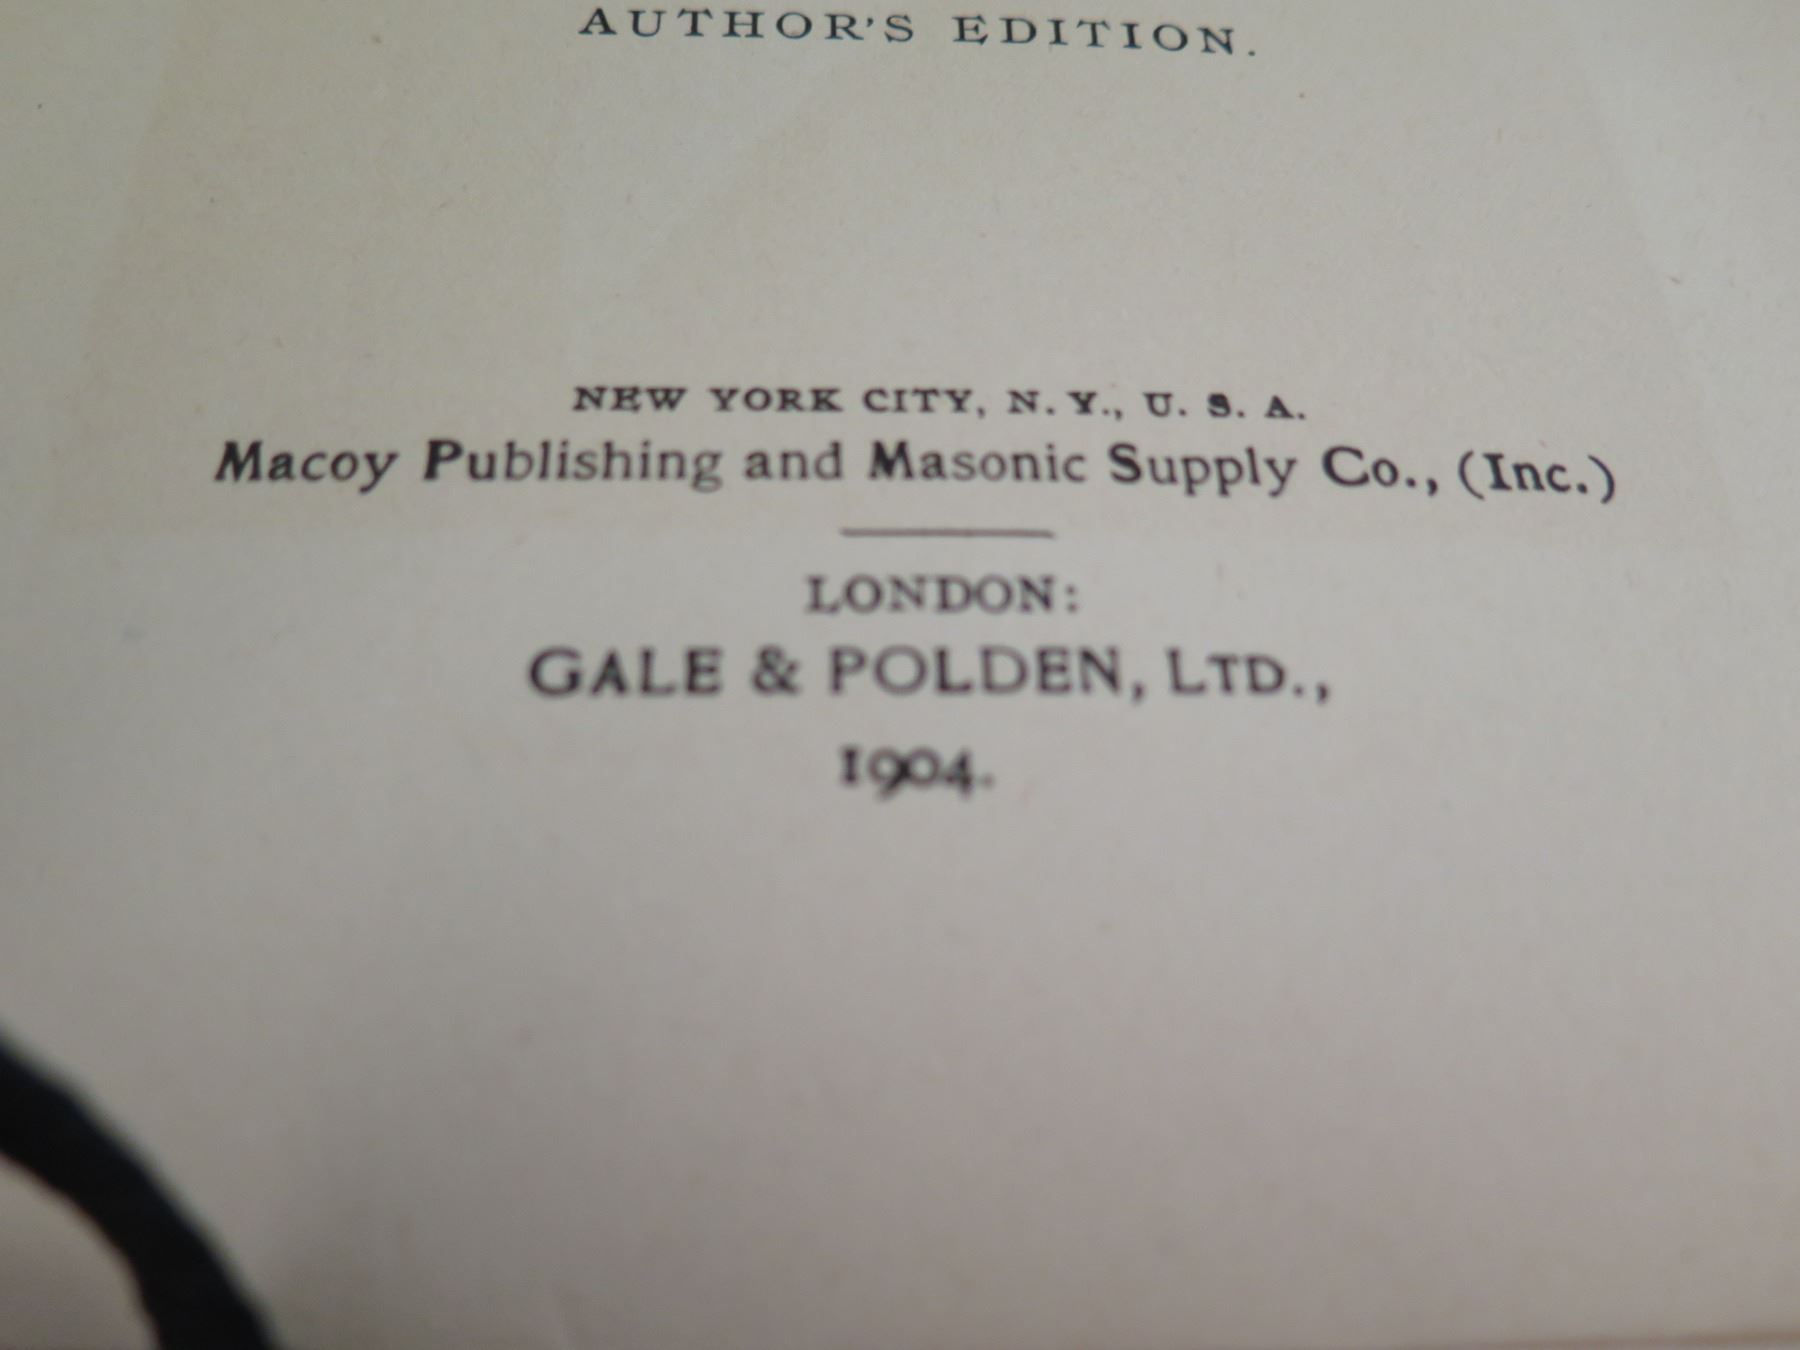 AUTHOR'S EDITION.
NEW YORK CITY, N. Y., U. S. A.
Macoy Publishing and Masonic Supply Co., (Inc.)
LONDON:
GALE & POLDEN, LTD.,
1904.